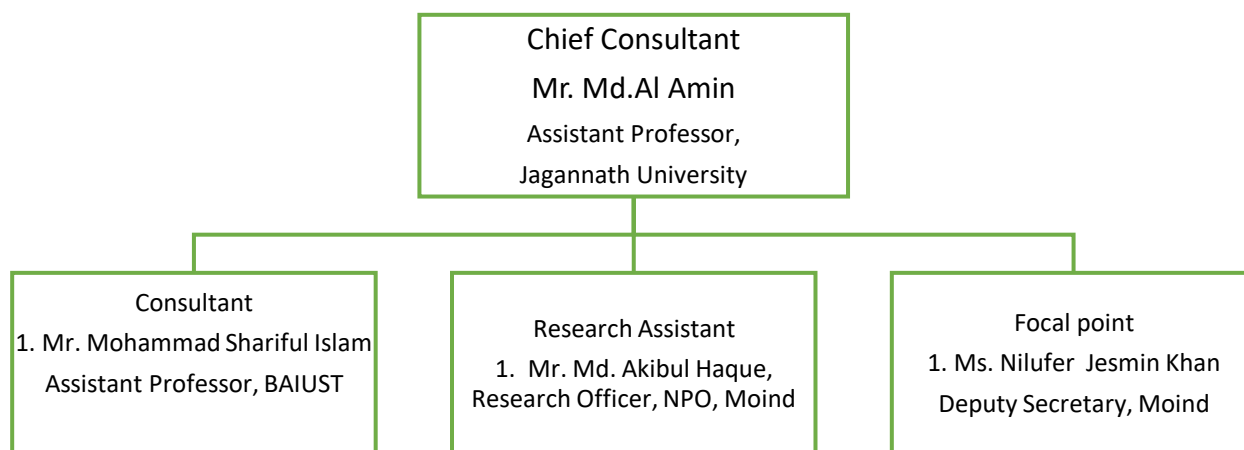 Chief Consultant
Mr. Md.Al Amin
Assistant Professor,
Jagannath University
Consultant
1. Mr. Mohammad Shariful Islam
Assistant Professor, BAIUST
Research Assistant
1. Mr. Md. Akibul Haque,
Research Officer, NPO, Moind
Focal point
1. Ms. Nilufer Jesmin Khan
Deputy Secretary, Moind